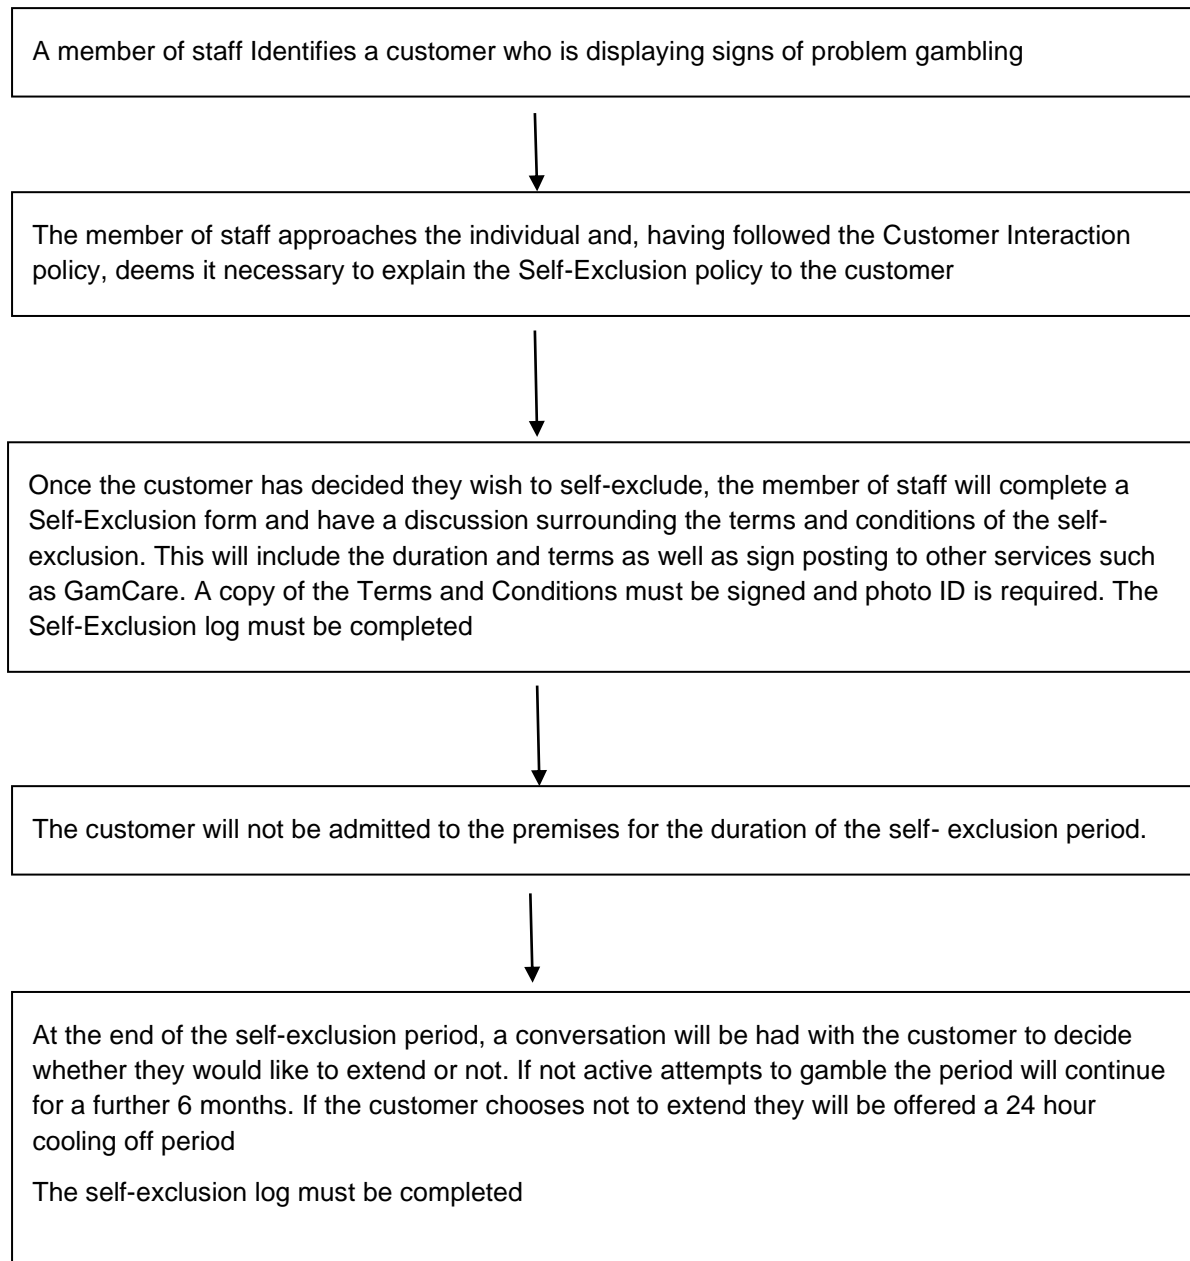 A member of staff Identifies a customer who is displaying signs of problem gambling
The member of staff approaches the individual and, having followed the Customer Interaction
policy, deems it necessary to explain the Self-Exclusion policy to the customer
Once the customer has decided they wish to self-exclude, the member of staff will complete a
Self-Exclusion form and have a discussion surrounding the terms and conditions of the self-
exclusion. This will include the duration and terms as well as sign posting to other services such
as GamCare. A copy of the Terms and Conditions must be signed and photo ID is required. The
Self-Exclusion log must be completed
The customer will not be admitted to the premises for the duration of the self- exclusion period.
At the end of the self-exclusion period, a conversation will be had with the customer to decide
whether they would like to extend or not. If not active attempts to gamble the period will continue
for a further 6 months. If the customer chooses not to extend they will be offered a 24 hour
cooling off period
The self-exclusion log must be completed